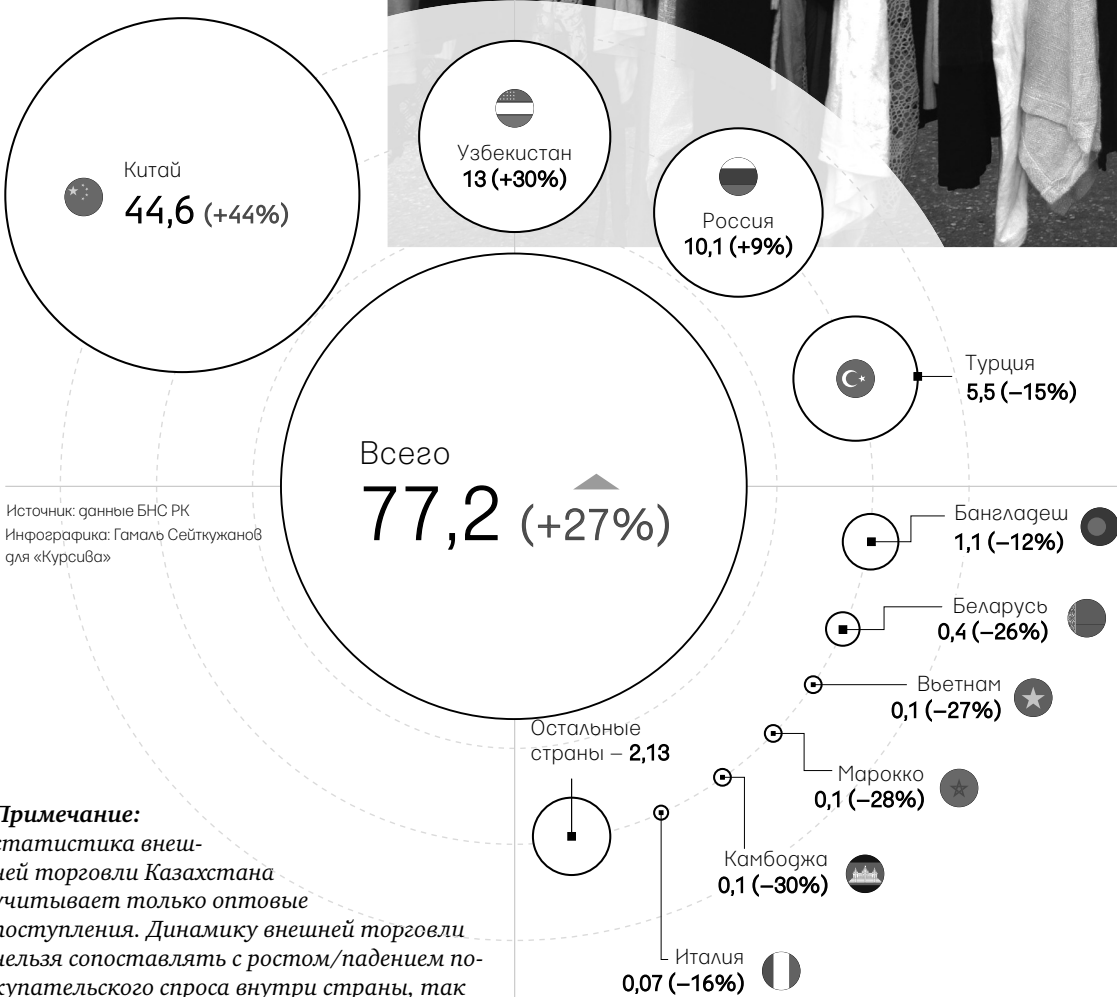 Китай
44,6 (+44%)
Узбекистан
13 (+30%)
Россия
10,1 (+9%)
Турция
5,5 (–15%)
Всего
77,2 (+27%)
Источник: данные БНС РК
Инфографика: Гамаль Сейткужанов
для «Курсива»
Бангладеш
1,1 (–12%)
Беларусь
0,4 (–26%)
Вьетнам
0,1 (–27%)
Марокко
0,1 (–28%)
Камбоджа
0,1 (–30%)
Италия
0,07 (–16%)
Остальные
страны – 2,13
Примечание:
статистика внеш-
ней торговли Казахстана
учитывает только оптовые
поступления. Динамику внешней торговли
нельзя сопоставлять с ростом/падением по-
купательского спроса внутри страны, так